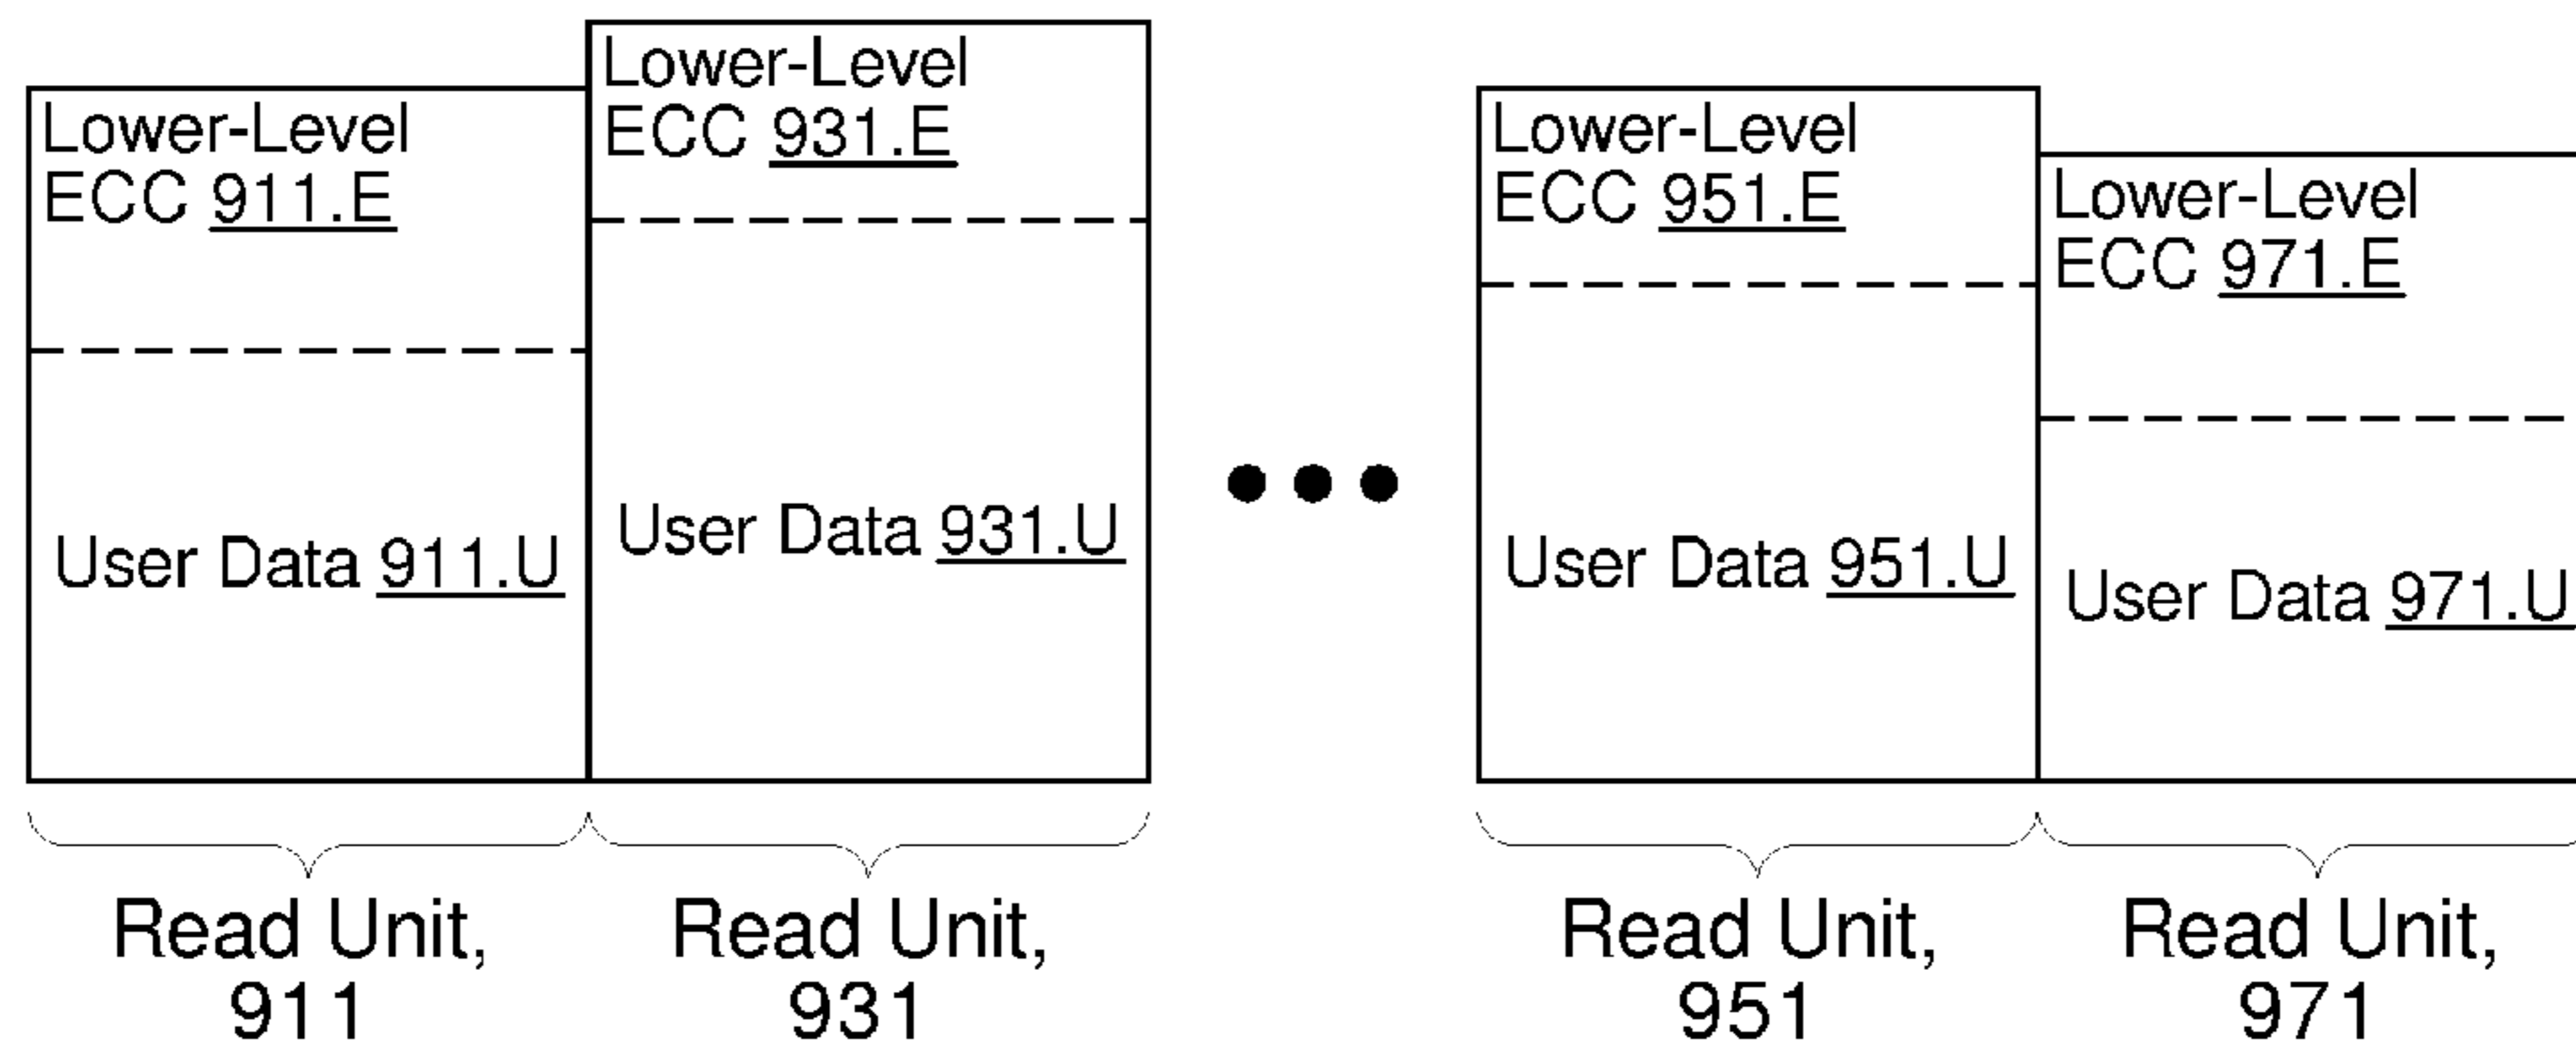 Lower-Level
ECC 911.E
User Data 911.U
Read Unit,
911
Lower-Level
ECC 931.E
User Data 931.U
Read Unit,
931
Lower-Level
ECC 951.E
User Data 951.U
Read Unit,
951
Lower-Level
ECC 971.E
User Data 971.U
Read Unit,
971